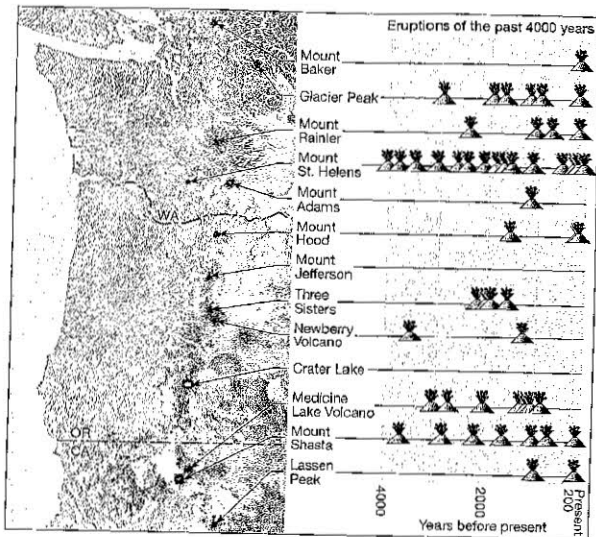 Eruptions of the past 4000 years
Mount
Baker
Glacier Peak
Mount
Rainier
Mount
St. Helens
Mount
Adams
WA
Mount
Hood
Mount
Jefferson
Three
Sisters
Newberry
Volcano
Crater Lake
Medicine
Lake Volcano
OR
CA
Mount
Shasta
Lassen
Peak
4000
2000
200
Present
Years before present